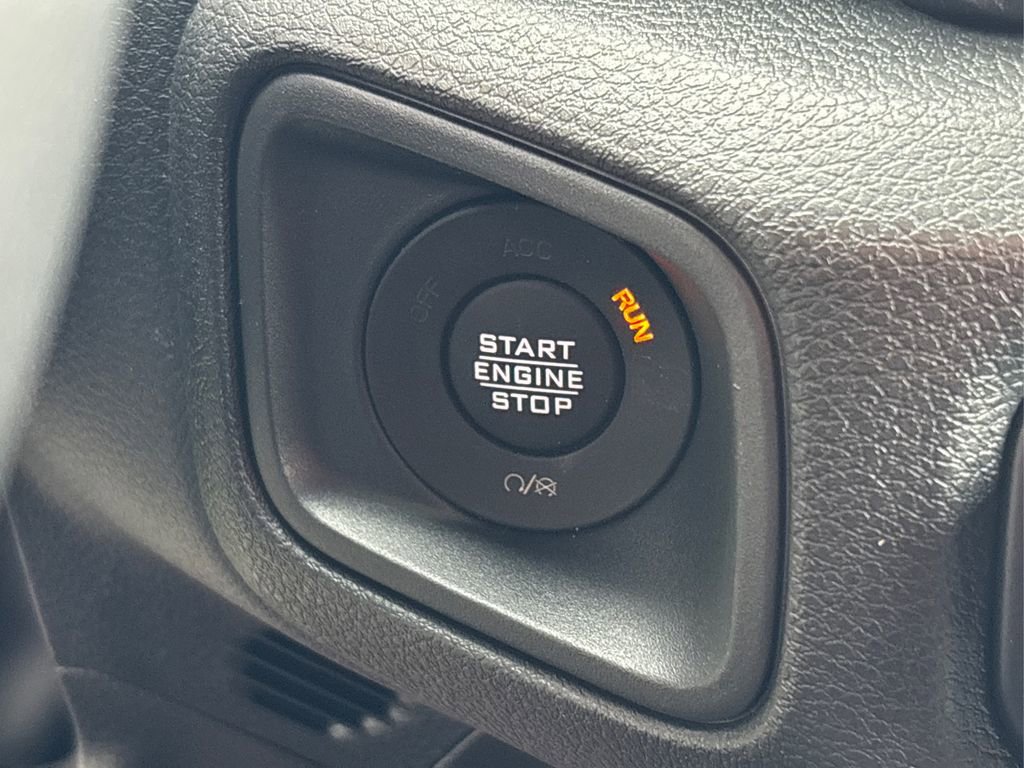 ACC
OFF
RUN
START
ENGINE
STOP